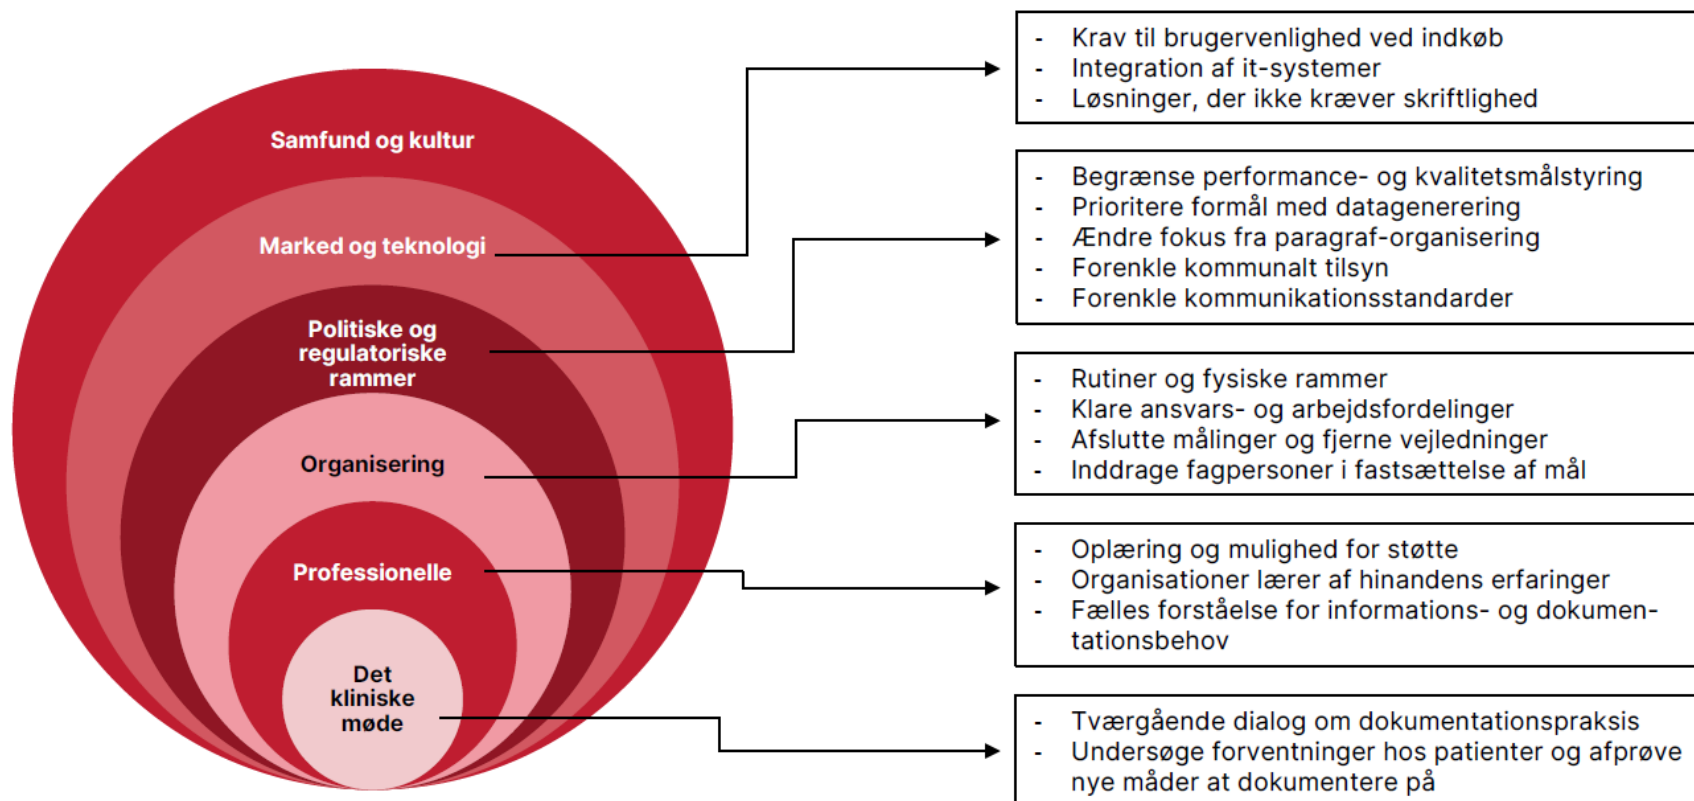 Samfund og kultur
Marked og teknologi
Politiske og
regulatoriske
rammer
Organisering
Professionelle
Det
kliniske
møde
- Krav til brugervenlighed ved indkøb
- Integration af it-systemer
- Løsninger, der ikke kræver skriftlighed
- Begrænse performance- og kvalitetsmålstyring
- Prioritere formål med datagenerering
- Ændre fokus fra paragraf-organisering
- Forenkle kommunalt tilsyn
- Forenkle kommunikationsstandarder
- Rutiner og fysiske rammer
- Klare ansvars- og arbejdsfordelinger
- Afslutte målinger og fjerne vejledninger
- Inddrage fagpersoner i fastsættelse af mål
- Oplæring og mulighed for støtte
- Organisationer lærer af hinandens erfaringer
- Fælles forståelse for informations- og dokumen-
tationsbehov
- Tværgående dialog om dokumentationspraksis
- Undersøge forventninger hos patienter og afprøve
nye måder at dokumentere på